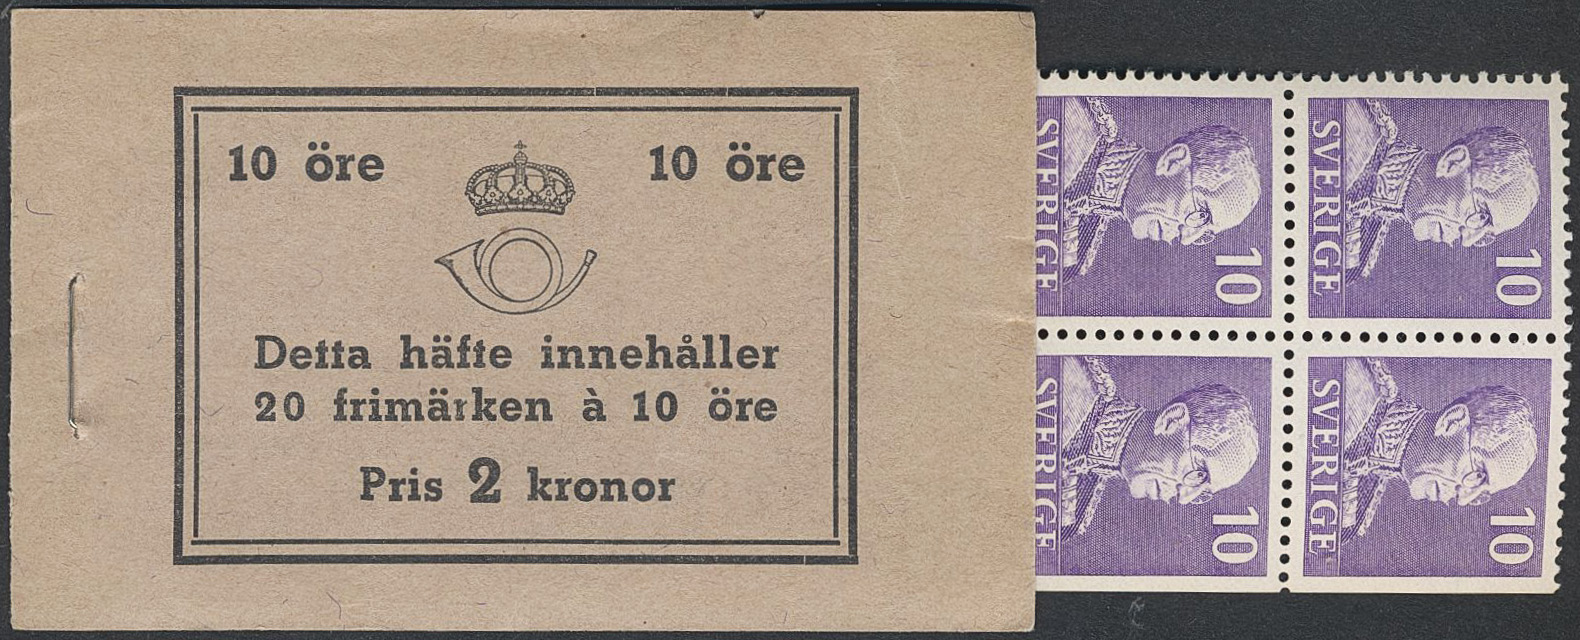 10 öre 10 öre
Detta häfte innehåller
20 frimärken à 10 öre
Pris 2 kronor
SVERIGE 10
SVERIGE 10
SVERIGE 10
SVERIGE 10